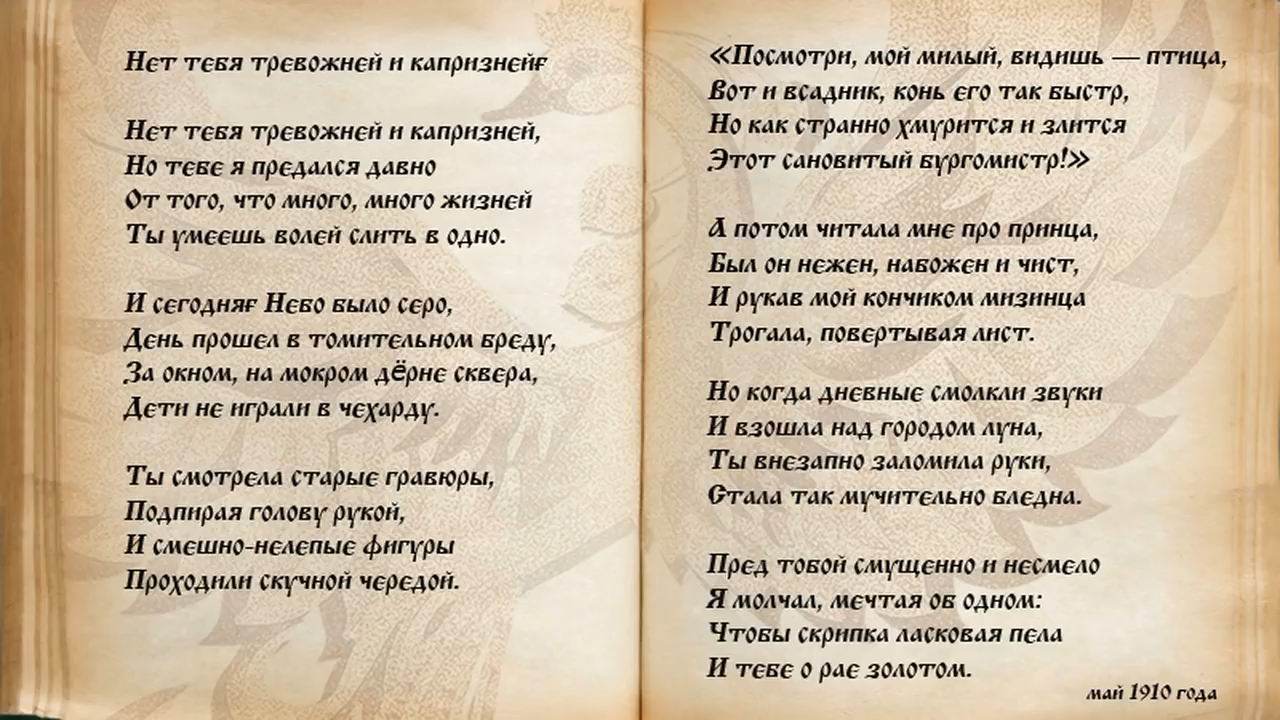 Нет тебя тревожней и капризнейғ
Нет тебя тревожней и капризней,
Но тебе я предался давно
От того, что много, много жизней
Ты умеешь волей слить в одно.
И сегодняғ Небо было серо,
День прошел в томительном бреду,
За окном, на мокром дёрне сквера,
Дети не играли в чехарду.
Ты смотрела старые гравюры,
Подпирая голову рукой,
И смешно-нелепые фигуры
Проходили скучной чередой.
«Посмотри, мой милый, видишь — птица,
Вот и всадник, конь его так быстр,
Но как странно хмурится и злится
Этот сановитый бургомистр!»
А потом читала мне про принца,
Был он нежен, набожен и чист,
И рукав мой кончиком мизинца
Трогала, повертывая лист.
Но когда дневные смолкли звуки
И взошла над городом луна,
Ты внезапно заломила руки,
Стала так мучительно бледна.
Пред тобой смущенно и несмело
Я молчал, мечтая об одном:
Чтобы скрипка ласковая пела
И тебе о рае золотом.
май 1910 года